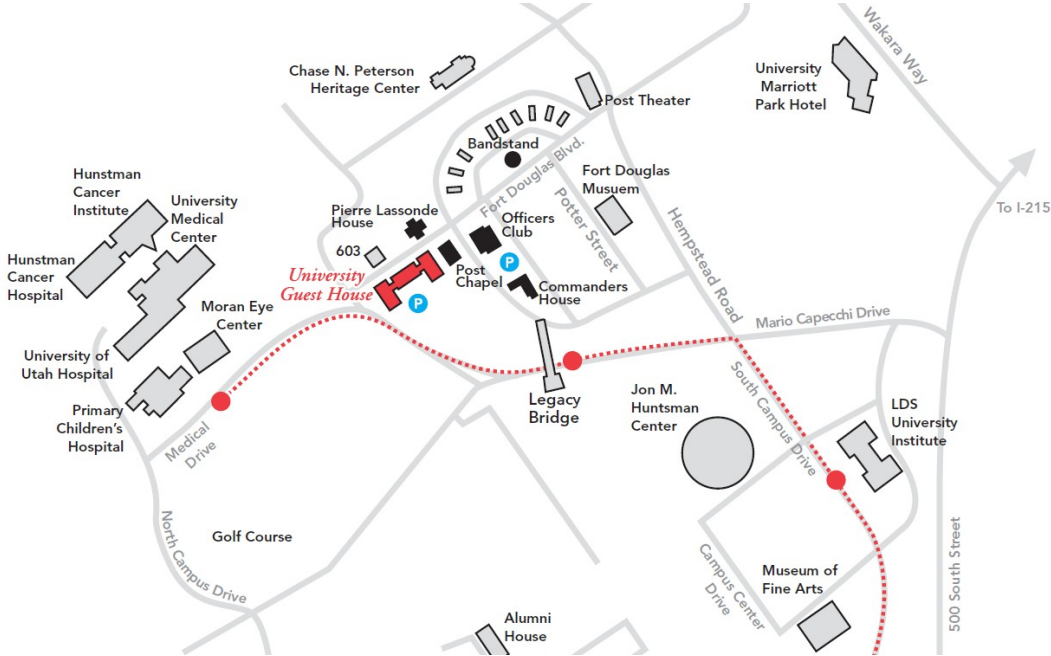 Wakara Way
Chase N. Peterson
Heritage Center
University
Marriott
Park Hotel
Post Theater
Bandstand
Fort Douglas Blvd.
Fort Douglas
Musuem
Potter Street
Hunstman
Cancer
Institute
University
Medical
Center
To I-215
Pierre Lassonde
House
Officers
Club
Hempstead Road
603
P
Hunstman
Cancer
Hospital
University
Guest House
Post
Chapel
Commanders
House
P
Moran Eye
Center
Mario Capecchi Drive
University of
Utah Hospital
Primary
Children's
Hospital
Legacy
Bridge
Jon M.
Huntsman
Center
South Campus Drive
LDS
University
Institute
Medical
Drive
North Campus Drive
Golf Course
Campus Center
Drive
Museum of
Fine Arts
500 South Street
Alumni
House